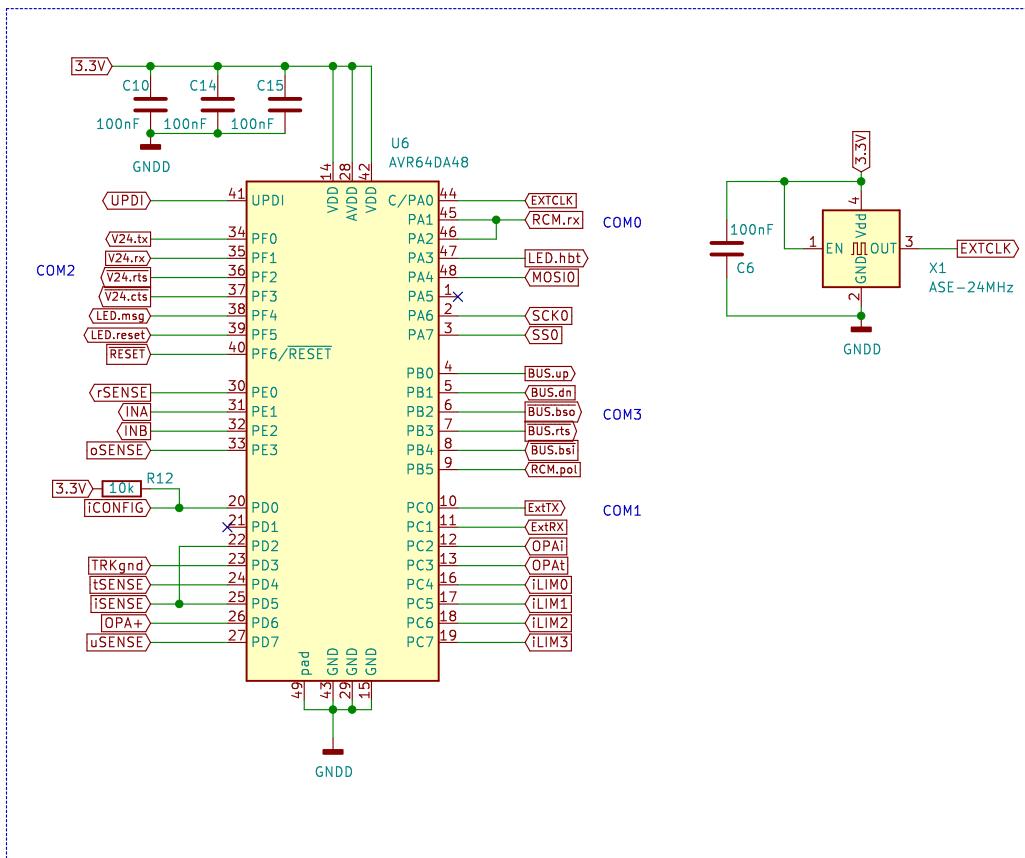 3.3V
C10
C14
C15
100nF
100nF
100nF
GNDD
U6
AVR64DA48
14
28
42
VDD
AVDD
VDD
UPDI 41 UPDI
C/PA0 44 EXTCLK
PA1 45 RCM.rx
COM0
V24.tx 34 PF0
PA2 46
V24.rx 35 PF1
PA3 47 LED.hbt
COM2
V24.rts 36 PF2
PA4 48 MOSI0
V24.cts 37 PF3
PA5 1
LED.msg 38 PF4
PA6 2 SCK0
LED.reset 39 PF5
PA7 3 SS0
RESET 40 PF6/RESET
PB0 4 BUS.up
rSENSE 30 PE0
PB1 5 BUS.dn
INA 31 PE1
PB2 6 BUS.bso
COM3
INB 32 PE2
PB3 7 BUS.rts
oSENSE 33 PE3
PB4 8 BUS.bsi
PB5 9 RCM.pol
3.3V 10k R12
iCONFIG 20 PD0
PC0 10 ExtTX
COM1
21 PD1
PC1 11 ExtRX
22 PD2
PC2 12 OPAi
TRKgnd 23 PD3
PC3 13 OPAt
tSENSE 24 PD4
PC4 16 iLIM0
iSENSE 25 PD5
PC5 17 iLIM1
OPA+ 26 PD6
PC6 18 iLIM2
uSENSE 27 PD7
PC7 19 iLIM3
pad
GND
GND
GND
49
43
29
15
GNDD
3.3V
4
Vdd
100nF
C6
1 EN OUT 3 EXTCLK
GND
2
X1
ASE-24MHz
GNDD